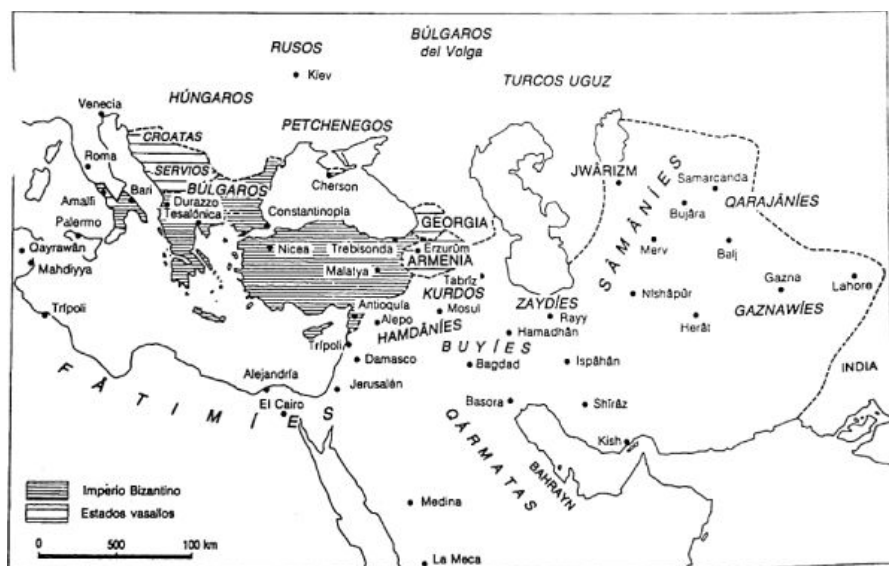 BÚLGAROS
del Volga
RUSOS
Kiev
TURCOS UGUZ
HÚNGAROS
Venecia
PETCHENEGOS
CROATAS
Roma
SERVIOS
Cherson
JWÂRIZM
Samarcanda
Amalfi
Bari
BÚLGAROS
Durazzo
Tesalónica
Constantinopla
GEORGIA
Bujâra
QARAJÂNÍES
Palermo
SÂMÂNÍES
Qayrawân
Nicea
Trebisonda
Erzurûm
ARMENIA
Merv
Balj
Mahdiyya
Malatya
Tabrîz
Gazna
Lahore
KURDOS
Nîshâpûr
Antioquía
Mosul
ZAYDÍES
Rayy
GAZNAWÍES
Trípoli
Alepo
HAMDÂNÍES
Hamadhân
Herât
Trípoli
BUYÍES
Damasco
Bagdad
Ispâhân
INDIA
FÂTIMÍES
Alejandría
Jerusalén
El Cairo
Basora
Shîrâz
QÁRMATAS
Kish
BAHRAYN
Imperio Bizantino
Estados vasallos
Medina
0 500 100 km
La Meca